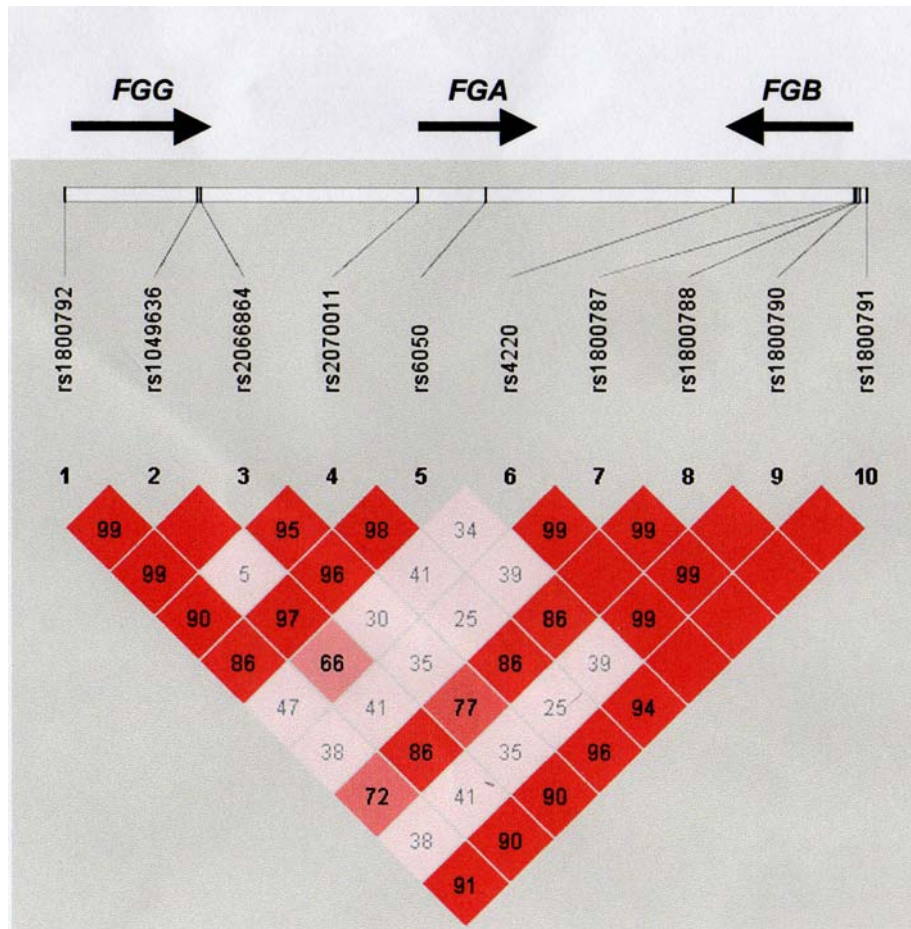 FGG FGA FGB
rs1800792
rs1049636
rs2066864
rs2070011
rs6050
rs4220
rs1800787
rs1800788
rs1800790
rs1800791
1 2 3 4 5 6 7 8 9 10
99 95 98 34 99 99
99 5 96 41 39 99
90 97 30 25 86 99
86 66 35 86 39
47 41 77 25 94
38 86 35 96
72 41 90
38 90
91